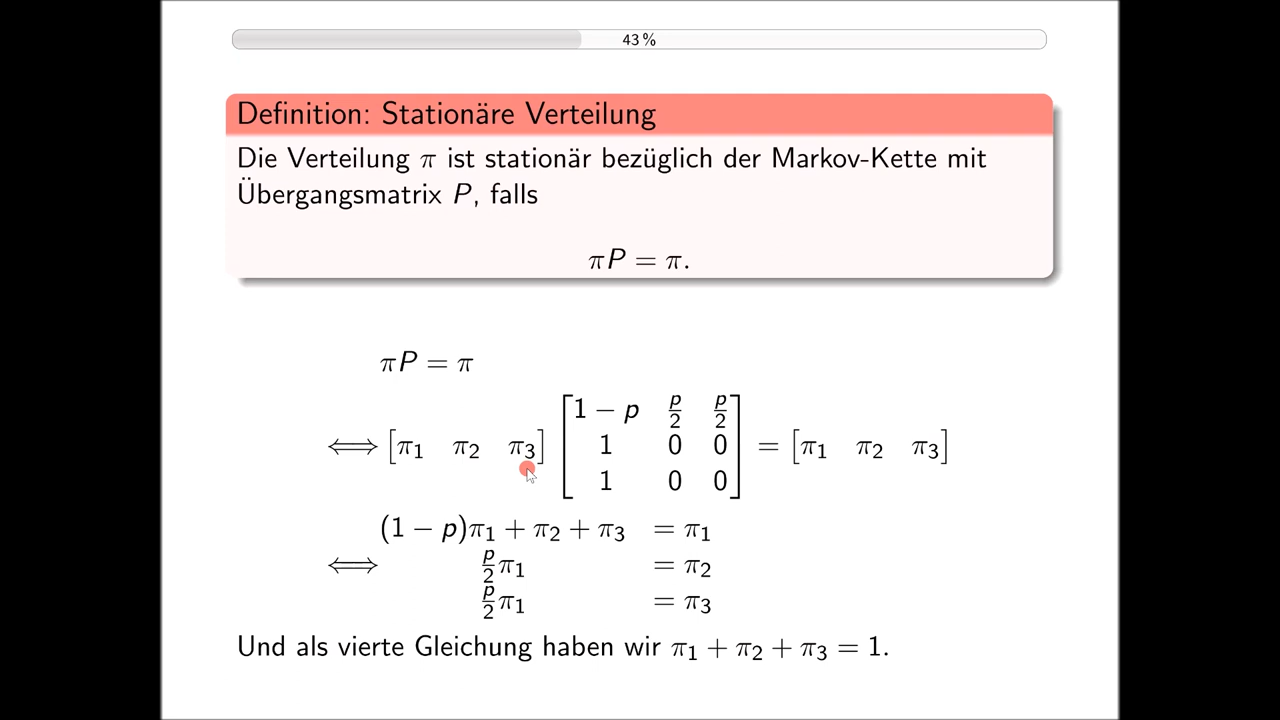 43 %
Definition: Stationäre Verteilung
Die Verteilung π ist stationär bezüglich der Markov-Kette mit
Übergangsmatrix P, falls
πP = π.
πP = π
⟺ [π₁ π₂ π₃] [1 − p p/2 p/2; 1 0 0; 1 0 0] = [π₁ π₂ π₃]
(1 − p)π₁ + π₂ + π₃ = π₁
⟺ p/2 π₁ = π₂
p/2 π₁ = π₃
Und als vierte Gleichung haben wir π₁ + π₂ + π₃ = 1.